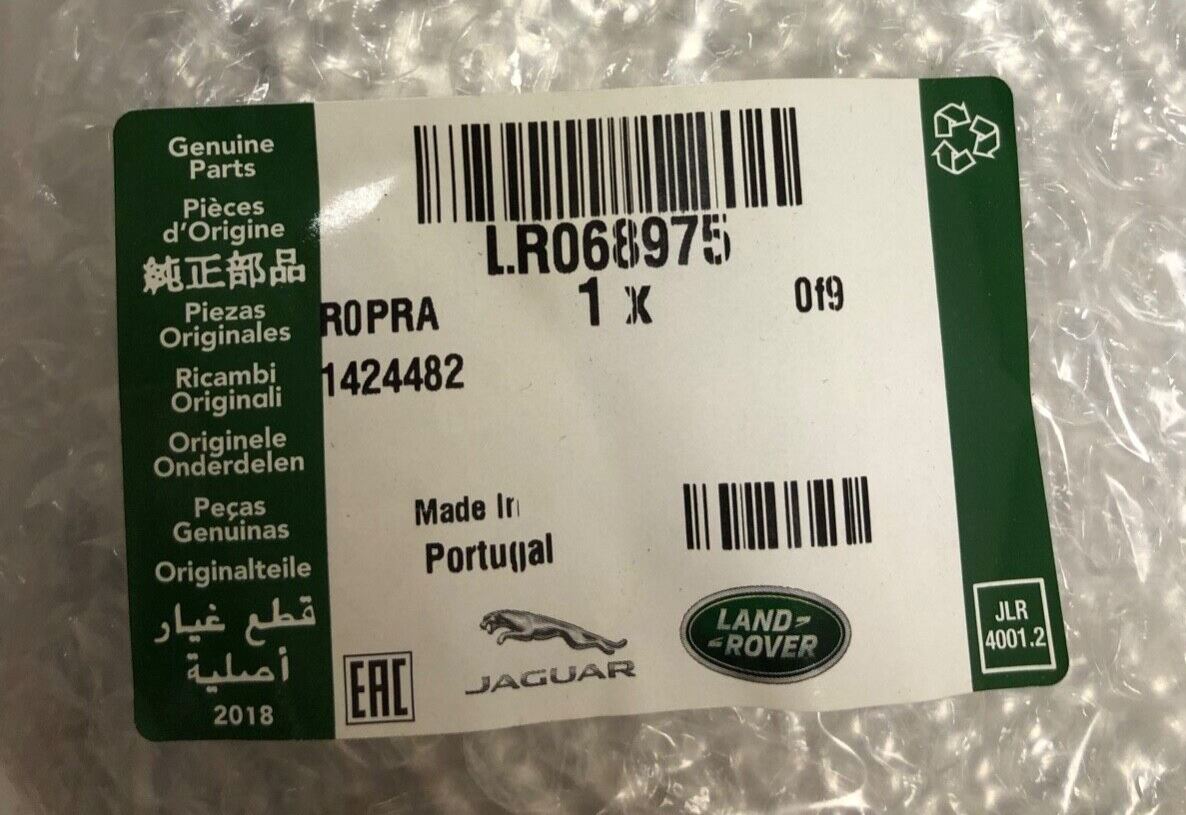 Genuine
Parts
Pièces
d'Origine
純正部品
Piezas
Originales
Ricambi
Originali
Originele
Onderdelen
Peças
Genuinas
Originalteile
قطع غيار
أصلية
2018
LR068975
1 x
0f9
R0PRA
1424482
Made In
Portugal
EAC
JAGUAR
LAND
ROVER
JLR
4001.2